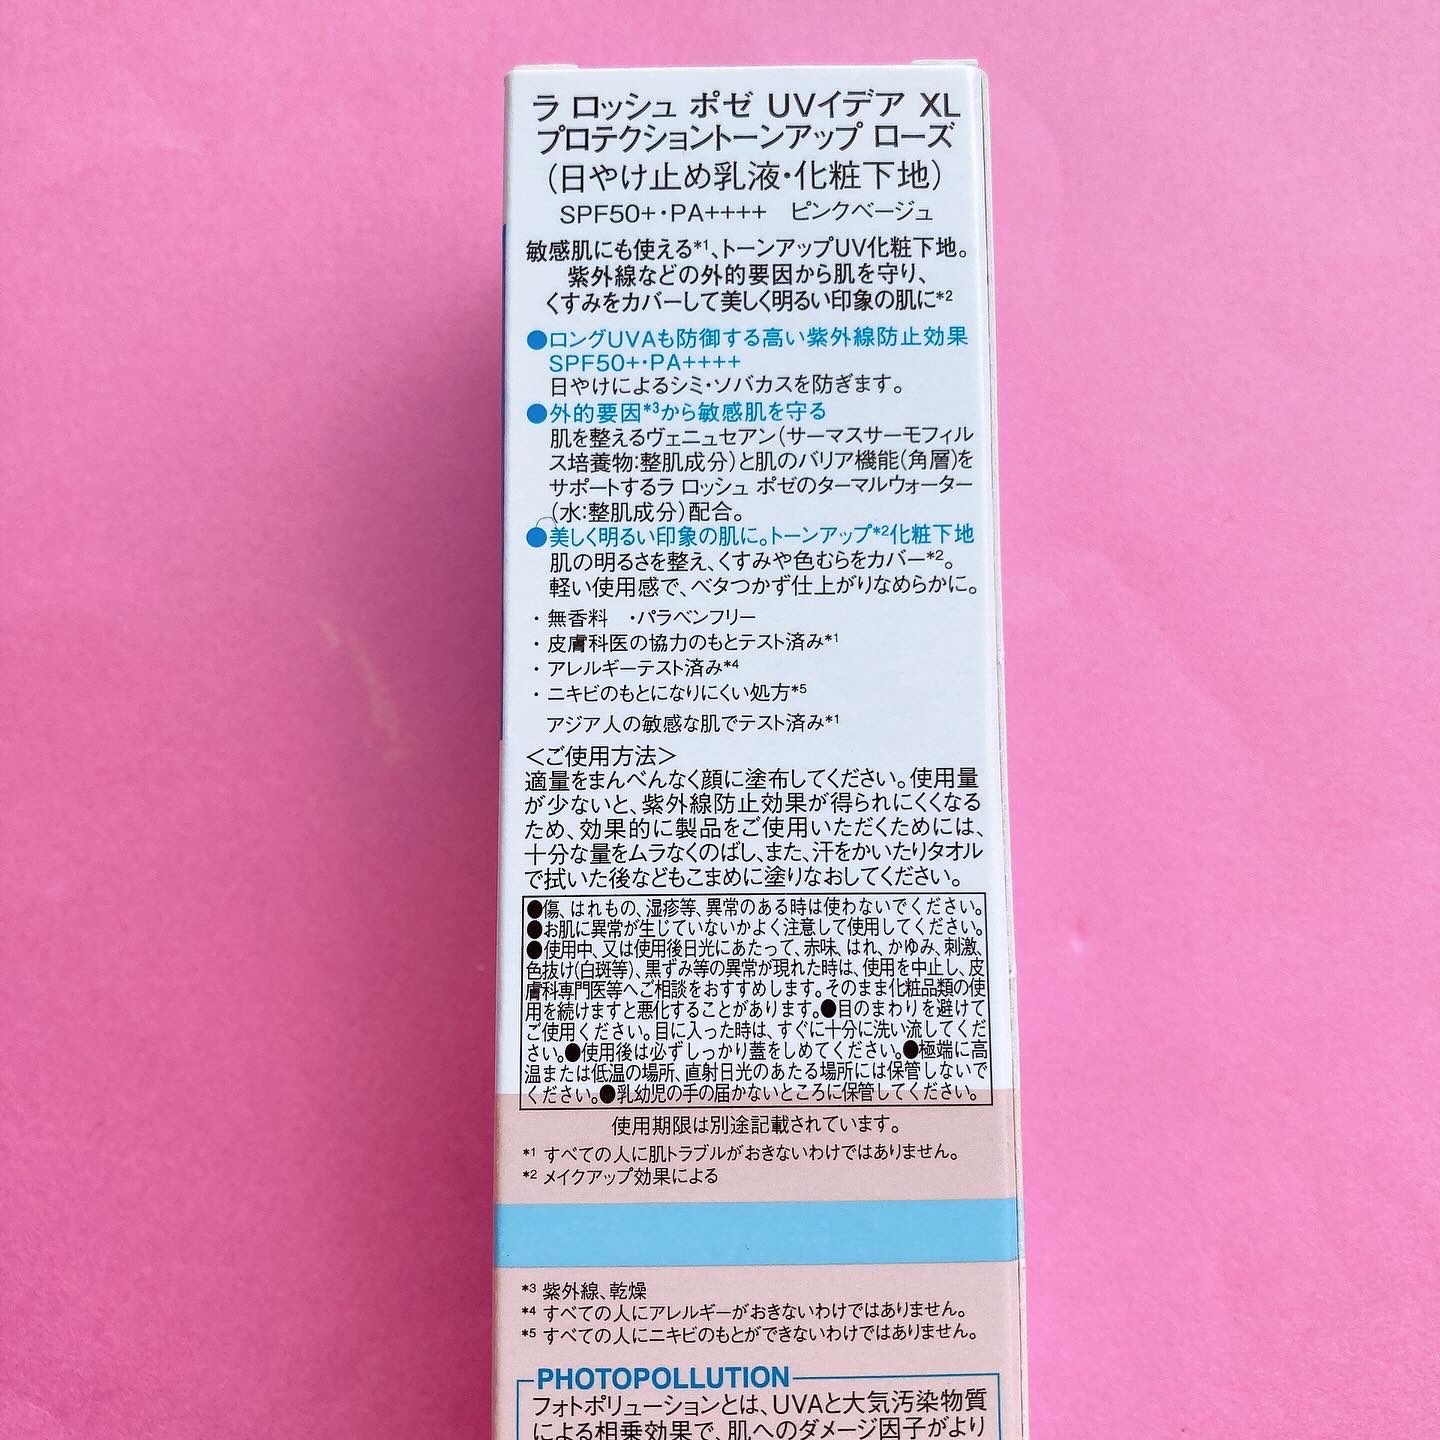 ラ ロッシュ ポゼ UVイデア XL
プロテクショントーンアップ ローズ
(日やけ止め乳液・化粧下地)
SPF50+・PA++++　ピンクベージュ
敏感肌にも使える*1、トーンアップUV化粧下地。
紫外線などの外的要因から肌を守り、
くすみをカバーして美しく明るい印象の肌に*2
●ロングUVAも防御する高い紫外線防止効果
SPF50+・PA++++
日やけによるシミ・ソバカスを防ぎます。
●外的要因*3から敏感肌を守る
肌を整えるヴェニュセアン(サーマスサーモフィル
ス培養物:整肌成分)と肌のバリア機能(角層)を
サポートするラ ロッシュ ポゼのターマルウォーター
(水:整肌成分)配合。
●美しく明るい印象の肌に。トーンアップ*2化粧下地
肌の明るさを整え、くすみや色むらをカバー*2。
軽い使用感で、ベタつかず仕上がりなめらかに。
・無香料　・パラベンフリー
・皮膚科医の協力のもとテスト済み*1
・アレルギーテスト済み*4
・ニキビのもとになりにくい処方*5
アジア人の敏感な肌でテスト済み*1
<ご使用方法>
適量をまんべんなく顔に塗布してください。使用量
が少ないと、紫外線防止効果が得られにくくなる
ため、効果的に製品をご使用いただくためには、
十分な量をムラなくのばし、また、汗をかいたりタオル
で拭いた後などもこまめに塗りなおしてください。
●傷、はれもの、湿疹等、異常のある時は使わないでください。
●お肌に異常が生じていないかよく注意して使用してください。
●使用中、又は使用後日光にあたって、赤味、はれ、かゆみ、刺激、
色抜け(白斑等)、黒ずみ等の異常が現れた時は、使用を中止し、皮
膚科専門医等へご相談をおすすめします。そのまま化粧品類の使
用を続けますと悪化することがあります。●目のまわりを避けて
ご使用ください。目に入った時は、すぐに十分に洗い流してくだ
さい。●使用後は必ずしっかり蓋をしめてください。●極端に高
温または低温の場所、直射日光のあたる場所には保管しないで
ください。●乳幼児の手の届かないところに保管してください。
使用期限は別途記載されています。
*1 すべての人に肌トラブルがおきないわけではありません。
*2 メイクアップ効果による
*3 紫外線、乾燥
*4 すべての人にアレルギーがおきないわけではありません。
*5 すべての人にニキビのもとができないわけではありません。
PHOTOPOLLUTION
フォトポリューションとは、UVAと大気汚染物質
による相乗効果で、肌へのダメージ因子がより